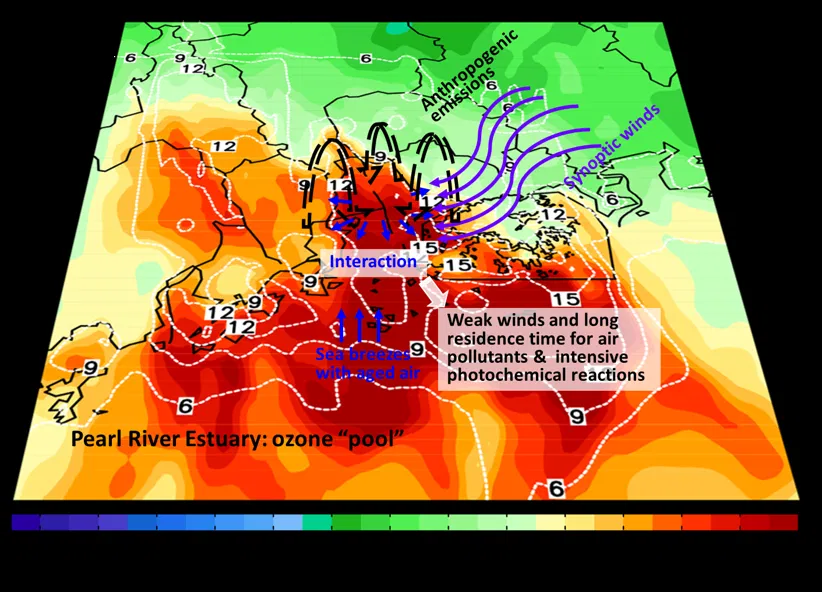 6
9
12
6
Anthropogenic
emissions
6
6
Synoptic winds
12
9
9
9
12
6
12
12
15
Interaction
15
9
15
9
12
12
Weak winds and long
residence time for air
pollutants & intensive
photochemical reactions
Sea breezes
with aged air
9
9
6
9
Pearl River Estuary: ozone “pool”
6